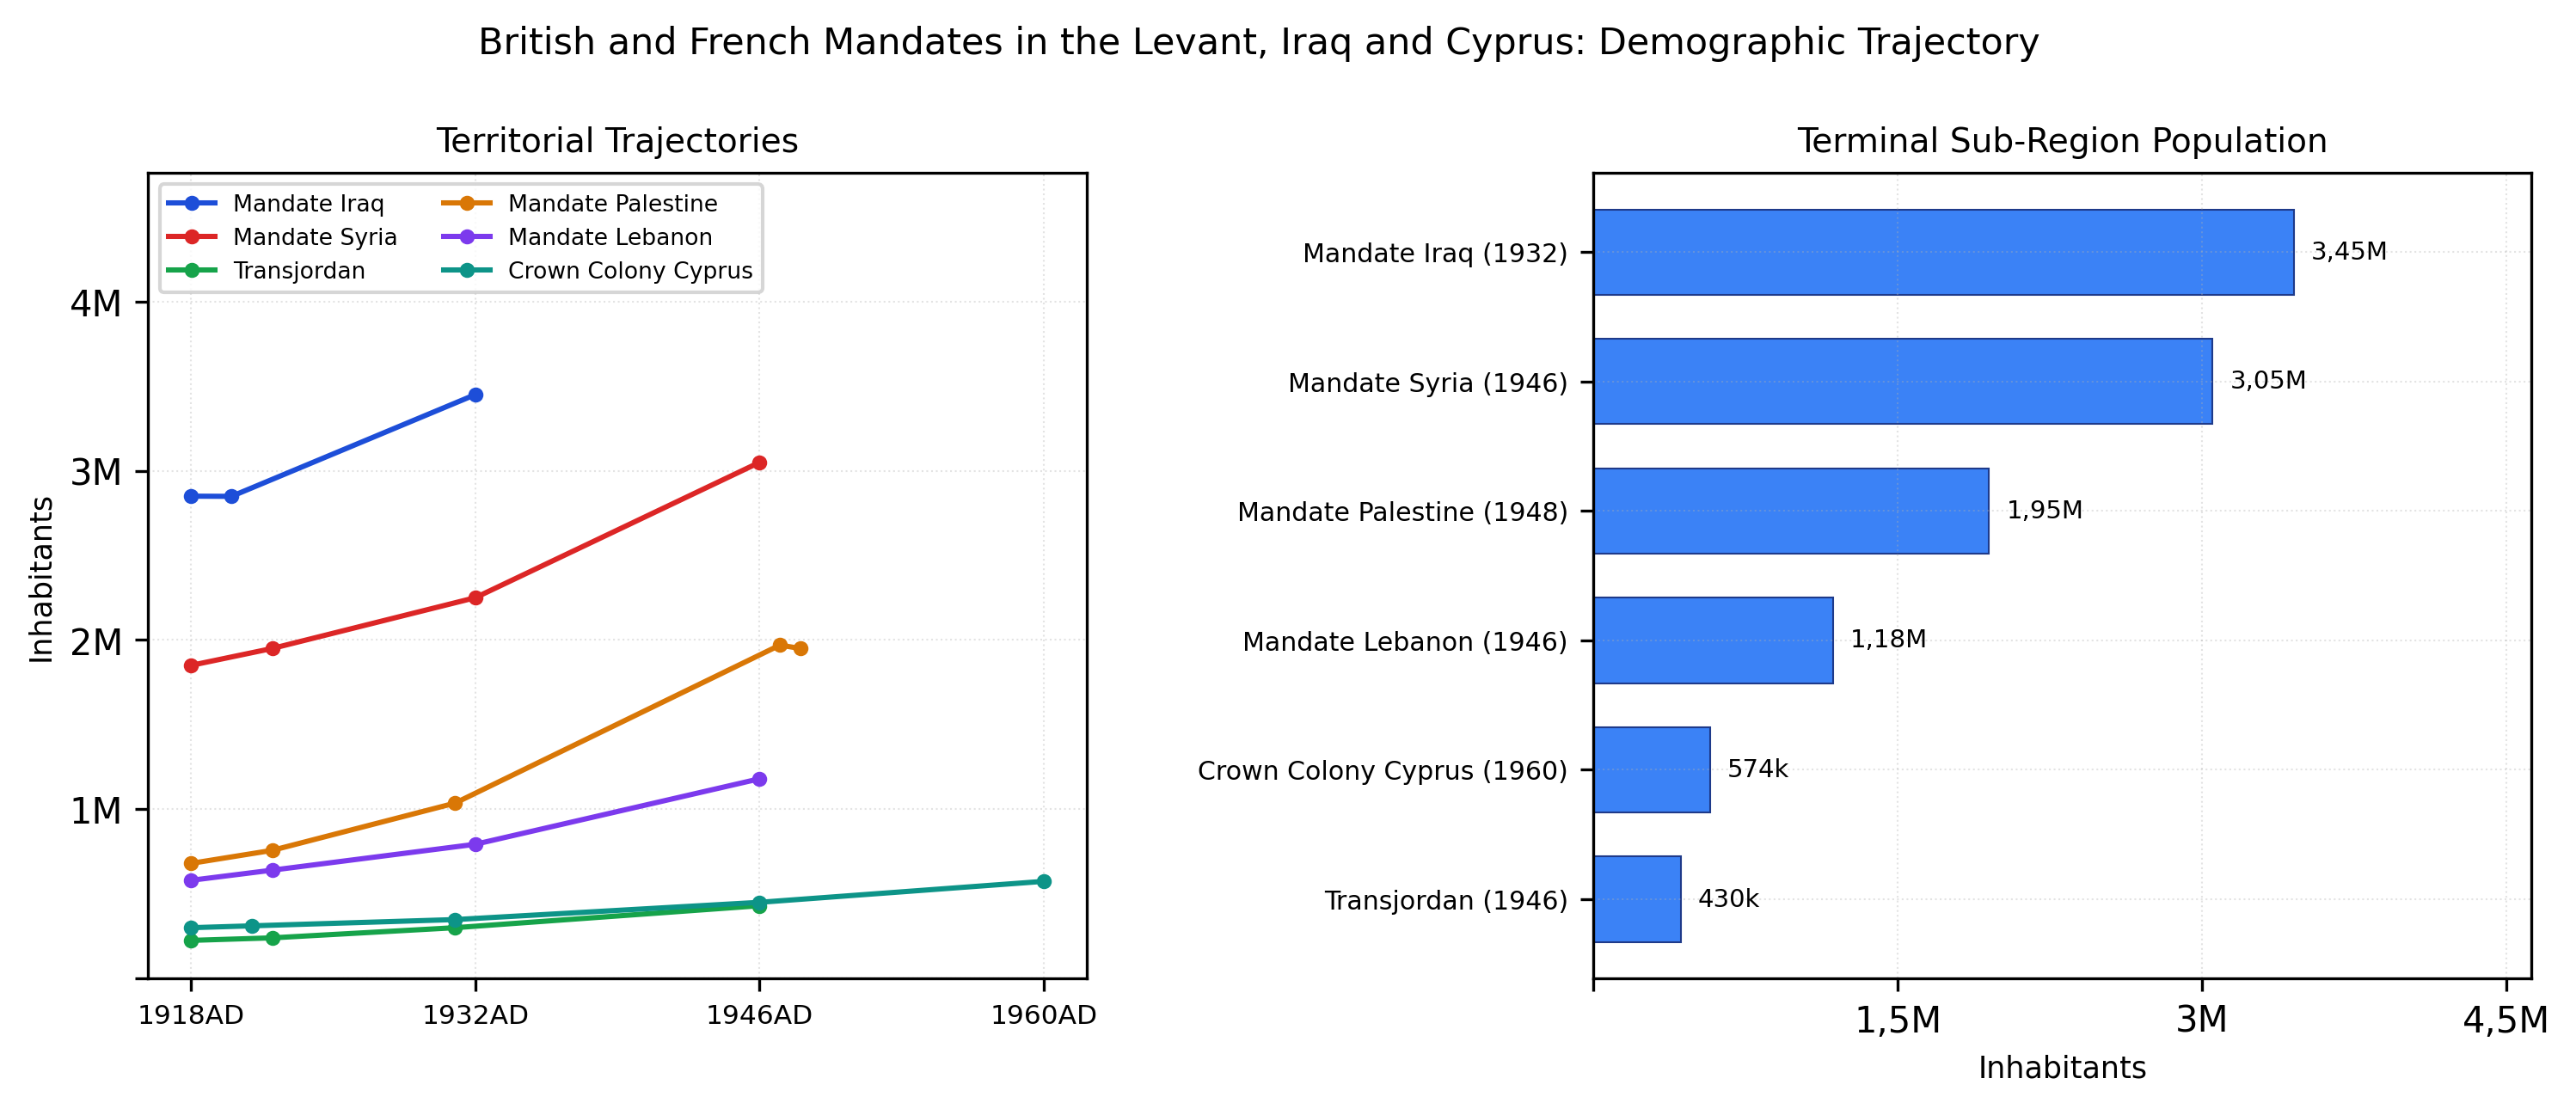 British and French Mandates in the Levant, Iraq and Cyprus: Demographic Trajectory
Territorial Trajectories
Mandate Iraq
Mandate Syria
Transjordan
Mandate Palestine
Mandate Lebanon
Crown Colony Cyprus
Inhabitants
4M
3M
2M
1M
1918AD
1932AD
1946AD
1960AD
Terminal Sub-Region Population
Mandate Iraq (1932)
3,45M
Mandate Syria (1946)
3,05M
Mandate Palestine (1948)
1,95M
Mandate Lebanon (1946)
1,18M
Crown Colony Cyprus (1960)
574k
Transjordan (1946)
430k
1,5M
3M
4,5M
Inhabitants